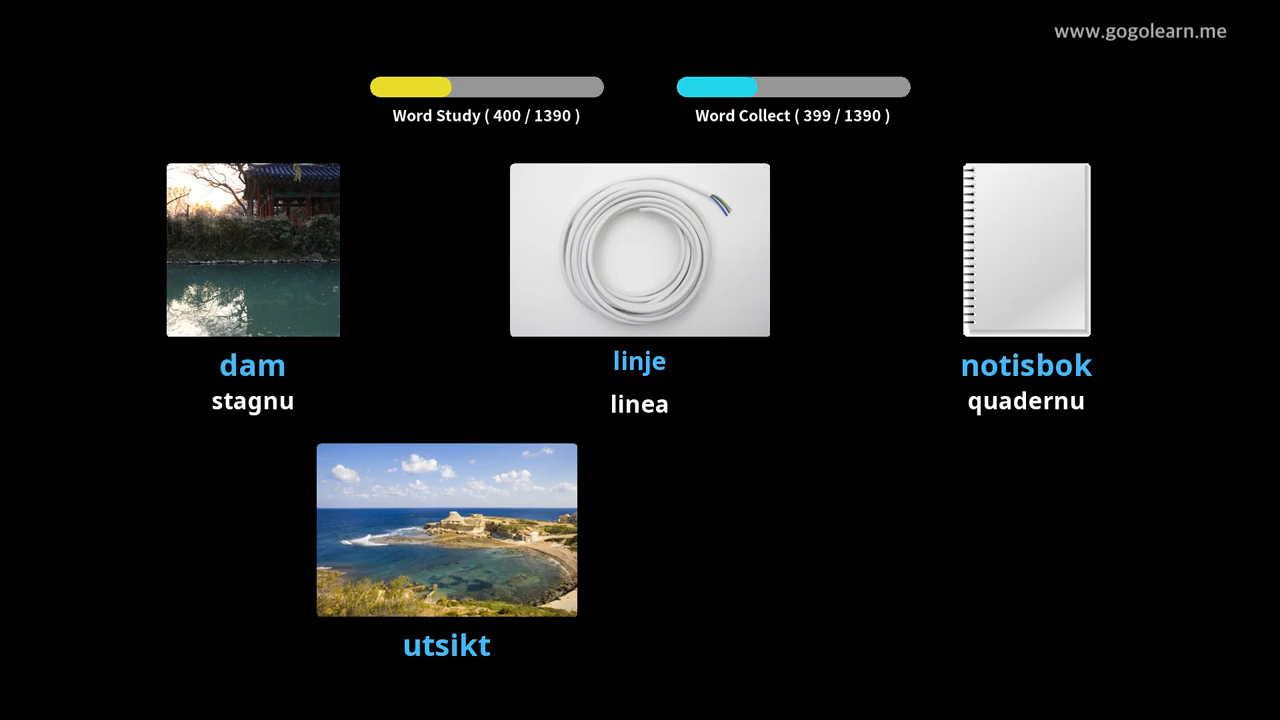 www.gogolearn.me
Word Study ( 400 / 1390 )
Word Collect ( 399 / 1390 )
dam
stagnu
linje
linea
notisbok
quadernu
utsikt